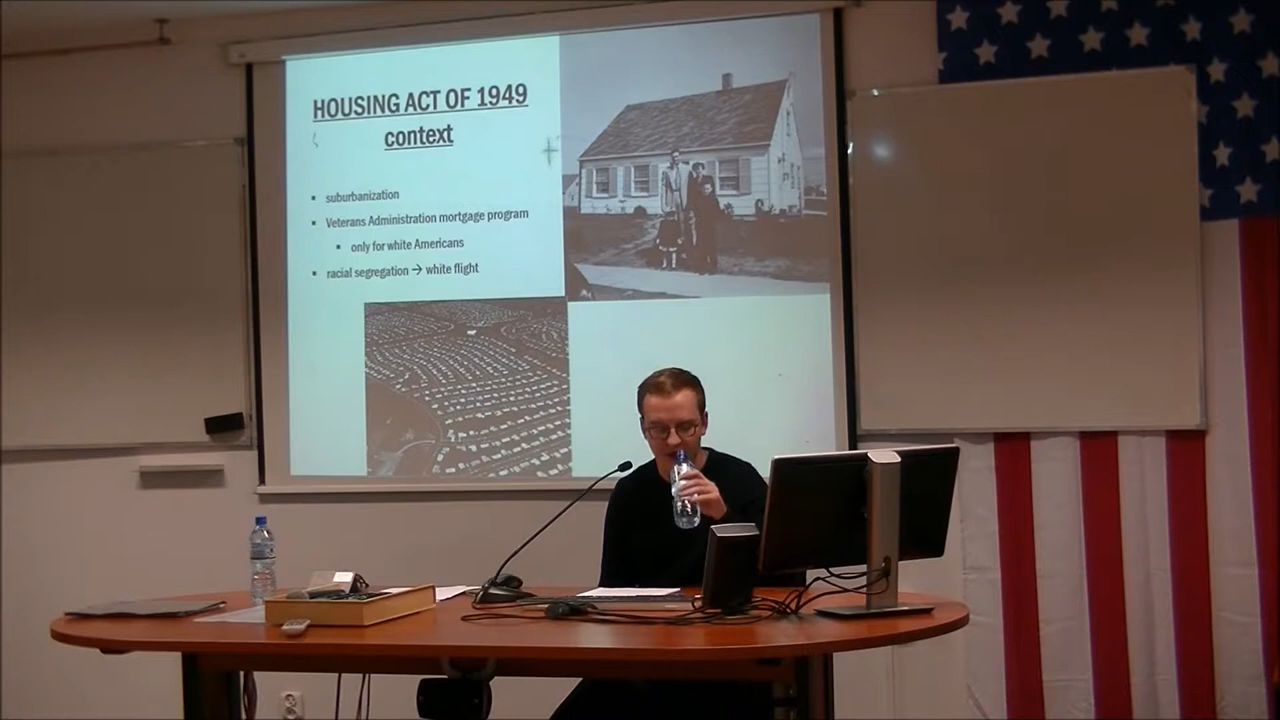 HOUSING ACT OF 1949
context
▪ suburbanization
▪ Veterans Administration mortgage program
▪ only for white Americans
▪ racial segregation → white flight